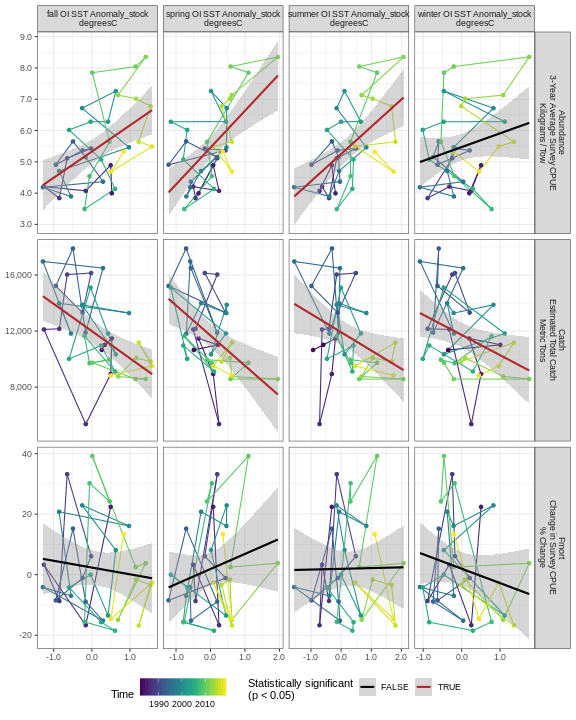 fall OI SST Anomaly_stock
degreesC
spring OI SST Anomaly_stock
degreesC
summer OI SST Anomaly_stock
degreesC
winter OI SST Anomaly_stock
degreesC
9.0
8.0
7.0
6.0
5.0
4.0
3.0
Abundance
3-Year Average Survey CPUE
Kilograms / Tow
16,000
12,000
8,000
Catch
Estimated Total Catch
Metric Tons
40
20
0
-20
Fmort
Change in Survey CPUE
% Change
-1.0 0.0 1.0
-1.0 0.0 1.0 2.0
-1.0 0.0 1.0 2.0
-1.0 0.0 1.0
Time
1990 2000 2010
Statistically significant
(p < 0.05)
FALSE
TRUE